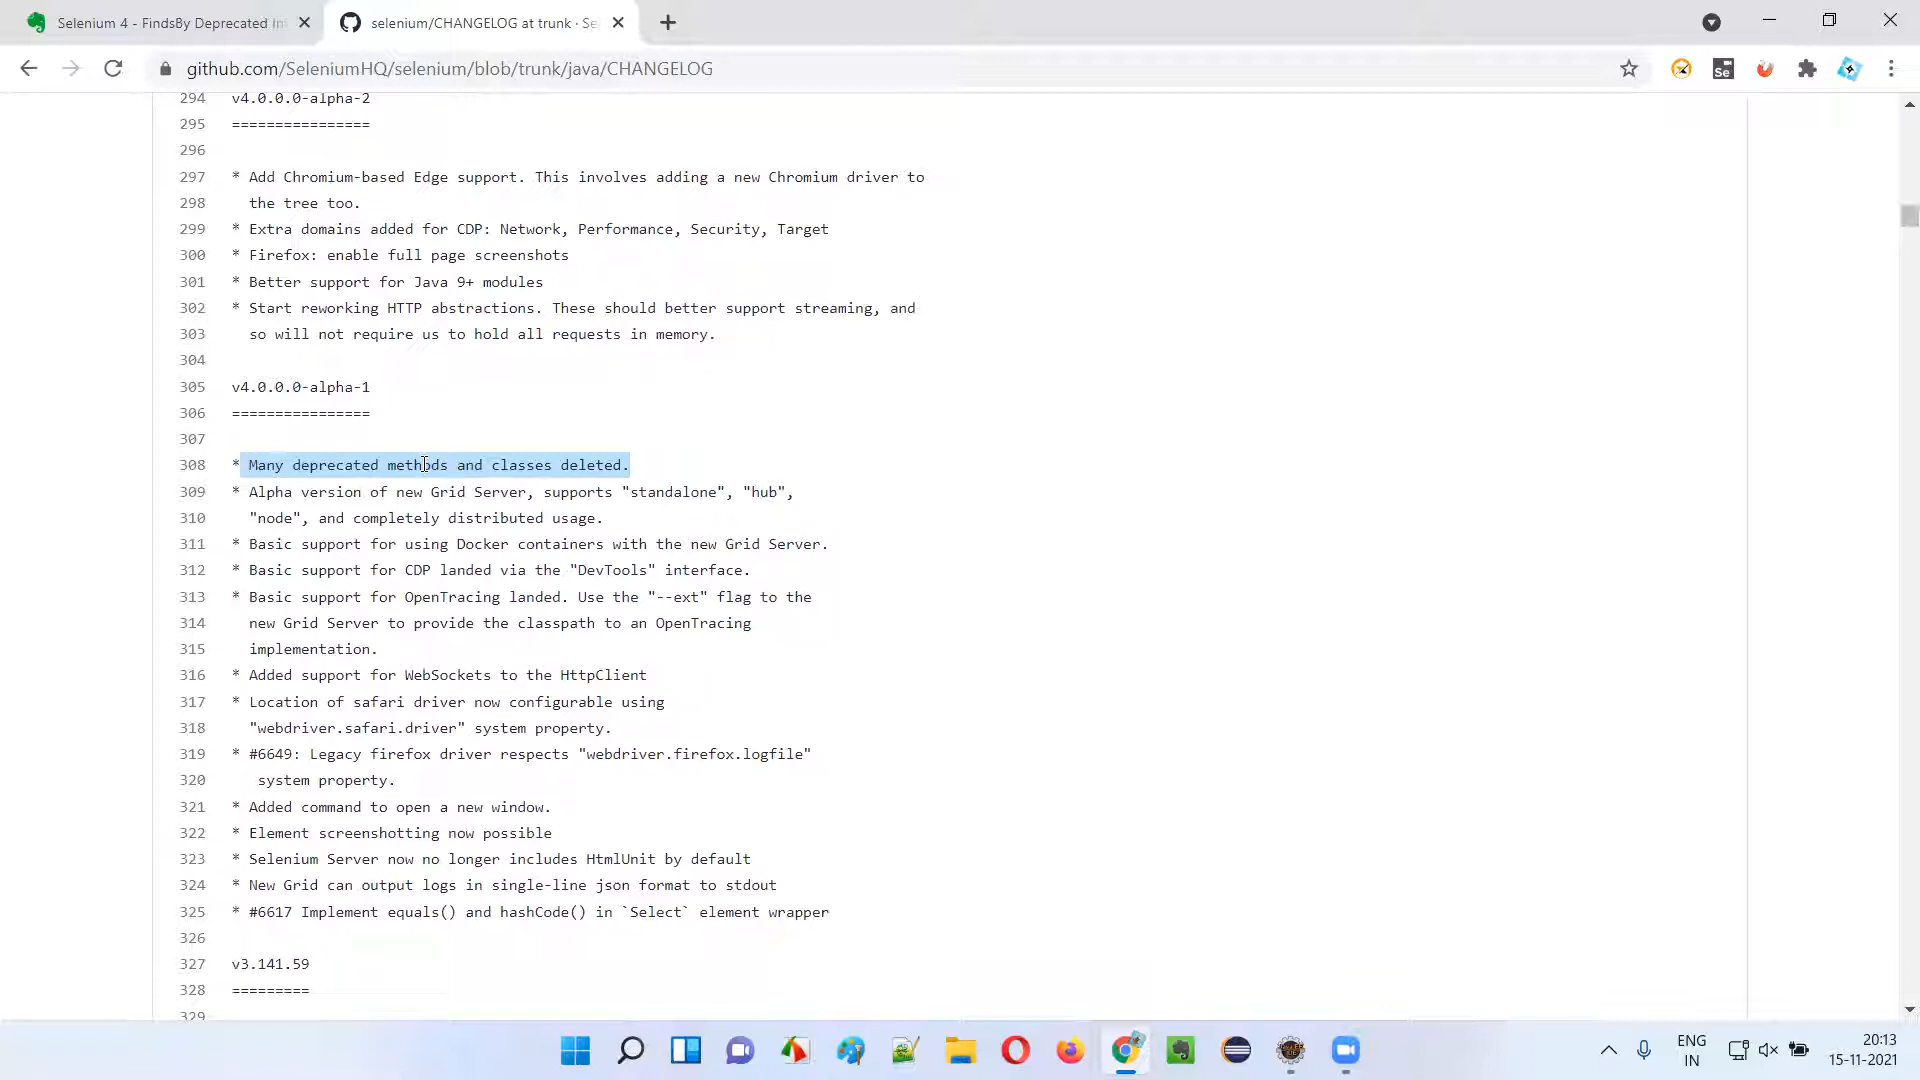 Selenium 4 - FindsBy Deprecated In
selenium/CHANGELOG at trunk · Se
github.com/SeleniumHQ/selenium/blob/trunk/java/CHANGELOG
Se
294 v4.0.0.0-alpha-2
295 ================
296
297 * Add Chromium-based Edge support. This involves adding a new Chromium driver to
298 the tree too.
299 * Extra domains added for CDP: Network, Performance, Security, Target
300 * Firefox: enable full page screenshots
301 * Better support for Java 9+ modules
302 * Start reworking HTTP abstractions. These should better support streaming, and
303 so will not require us to hold all requests in memory.
304
305 v4.0.0.0-alpha-1
306 ================
307
308 * Many deprecated methods and classes deleted.
309 * Alpha version of new Grid Server, supports "standalone", "hub",
310 "node", and completely distributed usage.
311 * Basic support for using Docker containers with the new Grid Server.
312 * Basic support for CDP landed via the "DevTools" interface.
313 * Basic support for OpenTracing landed. Use the "--ext" flag to the
314 new Grid Server to provide the classpath to an OpenTracing
315 implementation.
316 * Added support for WebSockets to the HttpClient
317 * Location of safari driver now configurable using
318 "webdriver.safari.driver" system property.
319 * #6649: Legacy firefox driver respects "webdriver.firefox.logfile"
320 system property.
321 * Added command to open a new window.
322 * Element screenshotting now possible
323 * Selenium Server now no longer includes HtmlUnit by default
324 * New Grid can output logs in single-line json format to stdout
325 * #6617 Implement equals() and hashCode() in `Select` element wrapper
326
327 v3.141.59
328 =========
329
ENG
IN
20:13
15-11-2021